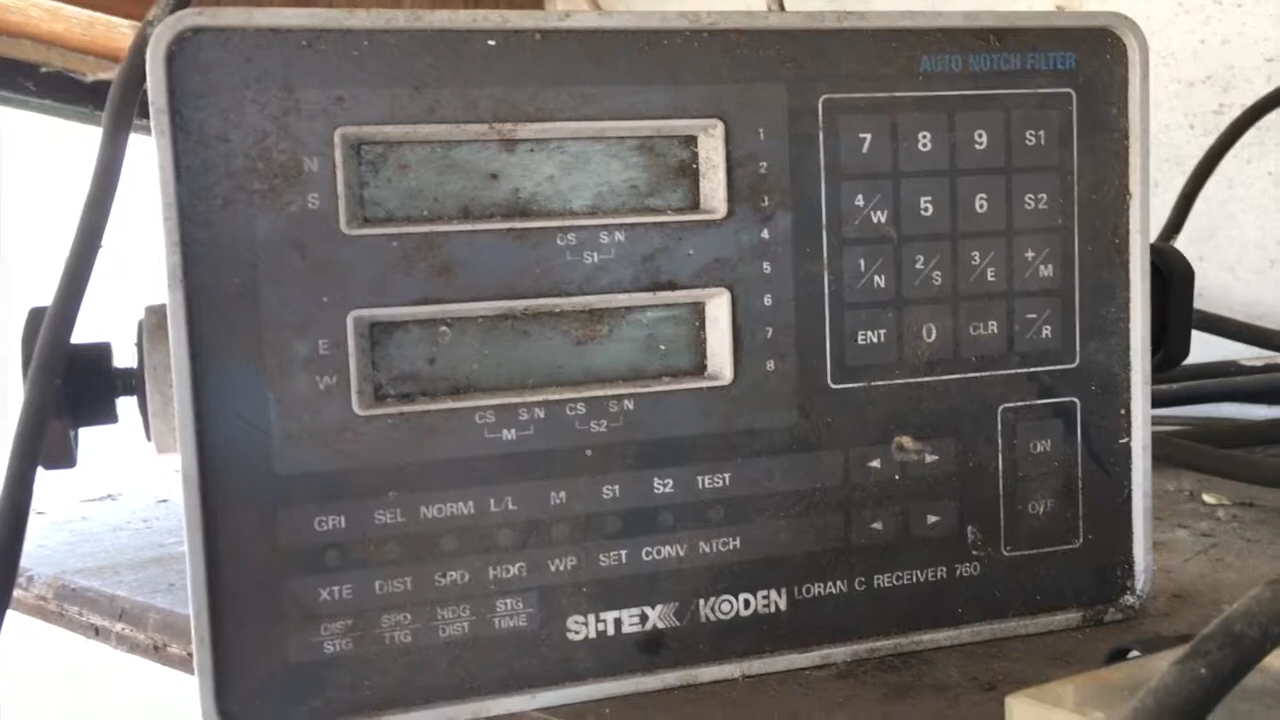 AUTO NOTCH FILTER
N
S
CS S/N
S1
E
W
CS S/N CS S/N
M S2
1
2
3
4
5
6
7
8
7 8 9 S1
4/W 5 6 S2
1/N 2/S 3/E +/M
ENT 0 CLR -/R
ON
OFF
GRI SEL NORM L/L M S1 S2 TEST
XTE DIST SPD HDG WP SET CONV NTCH
DIST SPD HDG STG
STG TTG DIST TIME
SI-TEX / KODEN LORAN C RECEIVER 760